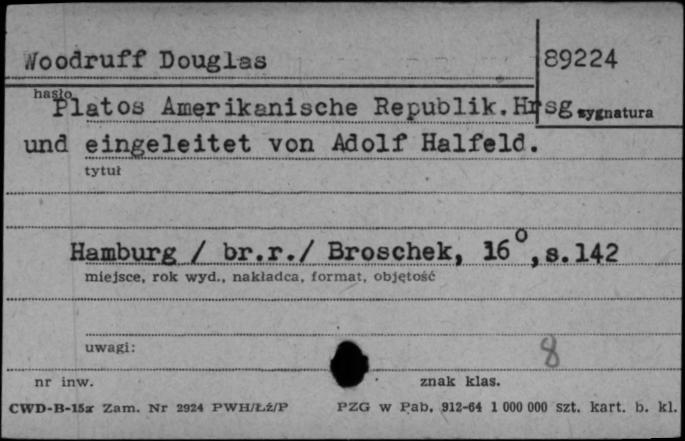 Woodruff Douglas
89224
hasło
Platos Amerikanische Republik. Hrsg
sygnatura
und eingeleitet von Adolf Halfeld.
tytuł
Hamburg / br.r./ Broschek, 16°, s.142
miejsce, rok wyd., nakładca, format, objętość
uwagi:
8
nr inw.
znak klas.
CWD-B-15a Zam. Nr 2924 PWH/Łż/P PZG w Pab. 912-64 1 000 000 szt. kart. b. kl.